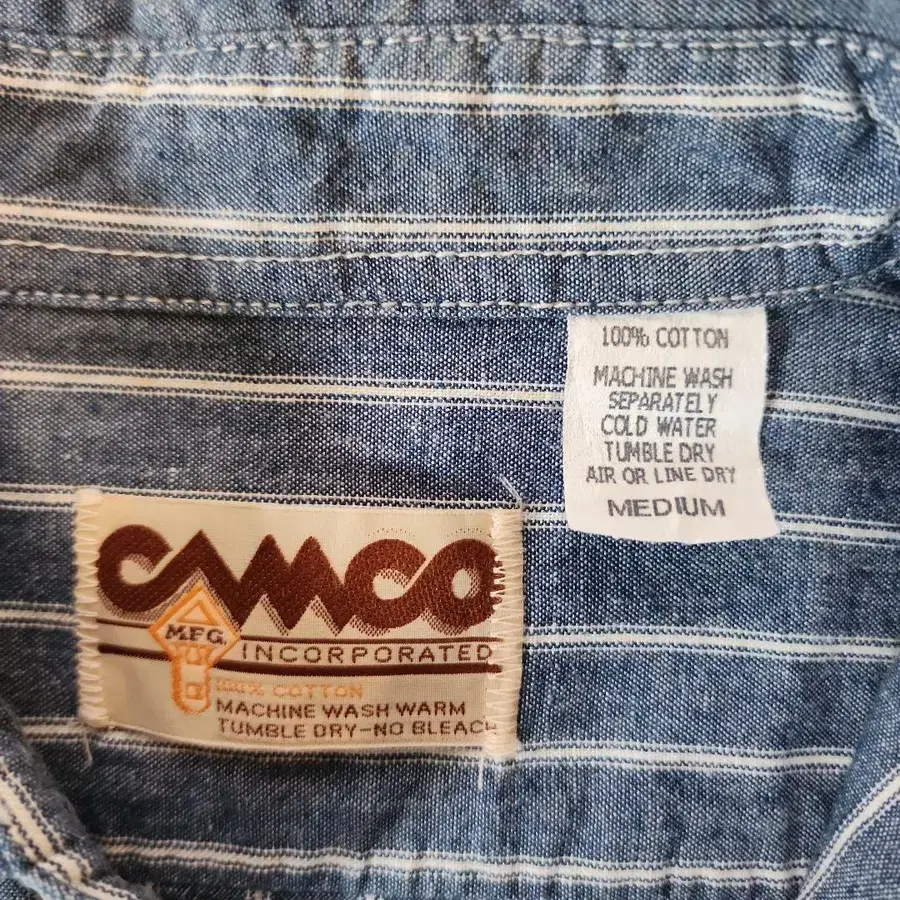 100% COTTON
MACHINE WASH
SEPARATELY
COLD WATER
TUMBLE DRY
AIR OR LINE DRY
MEDIUM
CAMCO
MFG.
INCORPORATED
100% COTTON
MACHINE WASH WARM
TUMBLE DRY-NO BLEACH